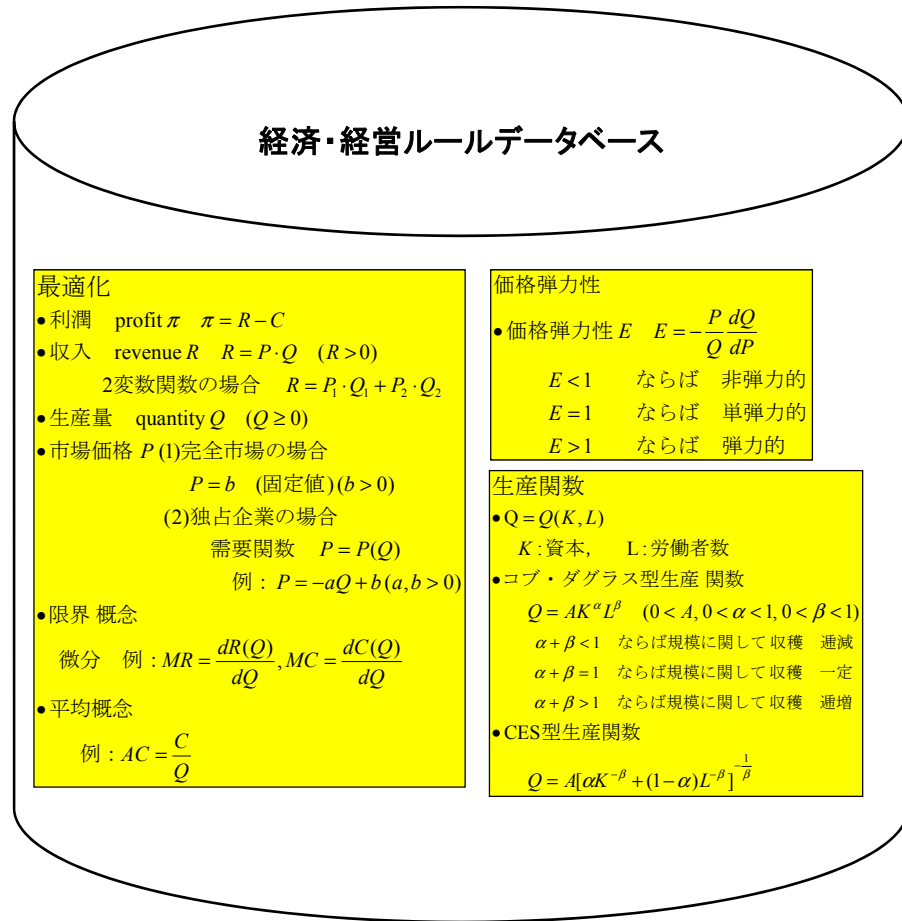 経済・経営ルールデータベース
最適化
•利潤 profit π π = R − C
•収入 revenue R R = P·Q (R > 0)
2変数関数の場合 R = P₁·Q₁ + P₂·Q₂
•生産量 quantity Q (Q ≥ 0)
•市場価格 P (1)完全市場の場合
P = b (固定値)(b > 0)
(2)独占企業の場合
需要関数 P = P(Q)
例：P = −aQ + b (a, b > 0)
•限界 概念
微分 例：MR = dR(Q)/dQ, MC = dC(Q)/dQ
•平均概念
例：AC = C/Q
価格弾力性
•価格弾力性 E E = −P/Q dQ/dP
E < 1 ならば 非弾力的
E = 1 ならば 単弾力的
E > 1 ならば 弾力的
生産関数
•Q = Q(K, L)
K :資本, L :労働者数
•コブ・ダグラス型生産 関数
Q = AK^α L^β (0 < A, 0 < α < 1, 0 < β < 1)
α + β < 1 ならば規模に関して 収穫 逓減
α + β = 1 ならば規模に関して 収穫 一定
α + β > 1 ならば規模に関して 収穫 逓増
•CES型生産関数
Q = A[αK^−β + (1−α)L^−β]^−1/β